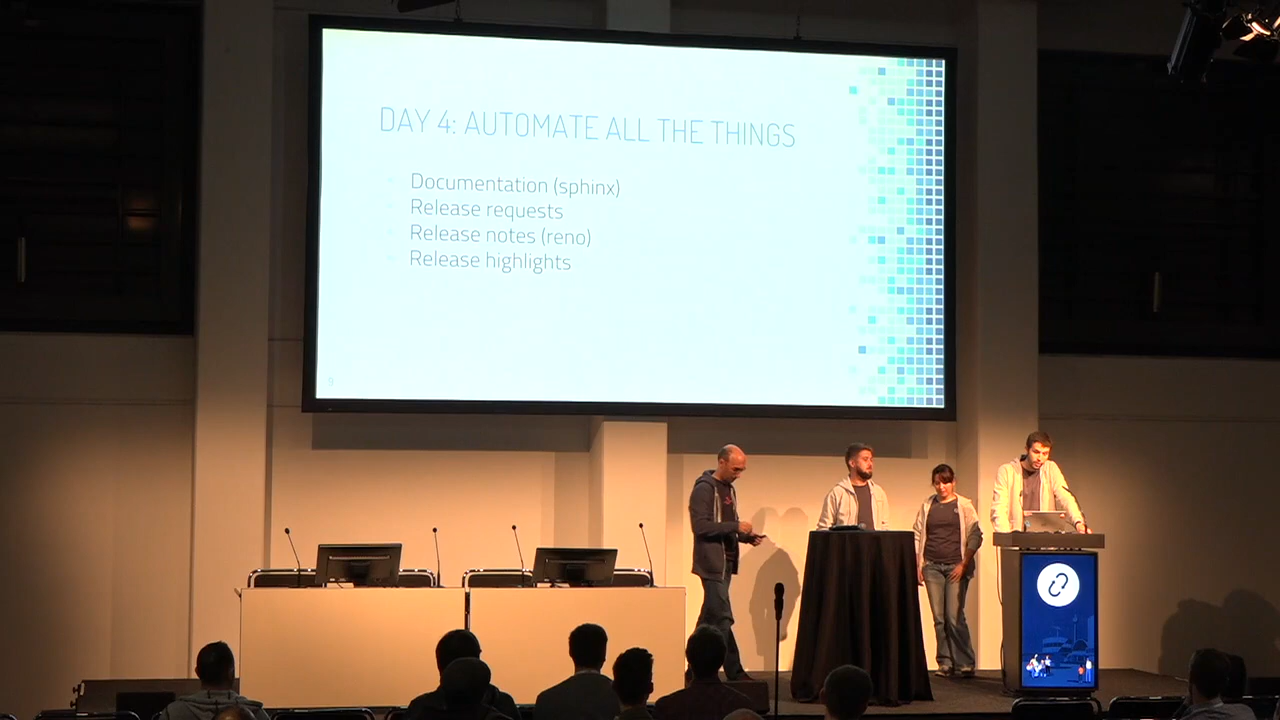 DAY 4: AUTOMATE ALL THE THINGS
Documentation (sphinx)
Release requests
Release notes (reno)
Release highlights